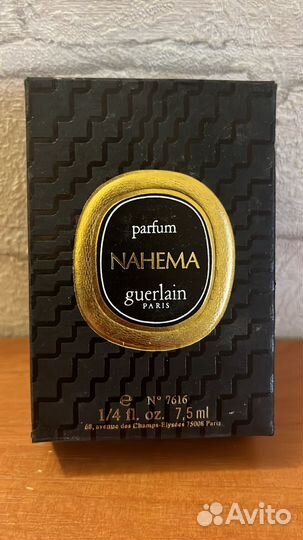 parfum
NAHEMA
guerlain
PARIS
e N° 7616
1/4 fl. oz. 7,5 ml
68, avenue des Champs-Elysées 75008 Paris
Avito